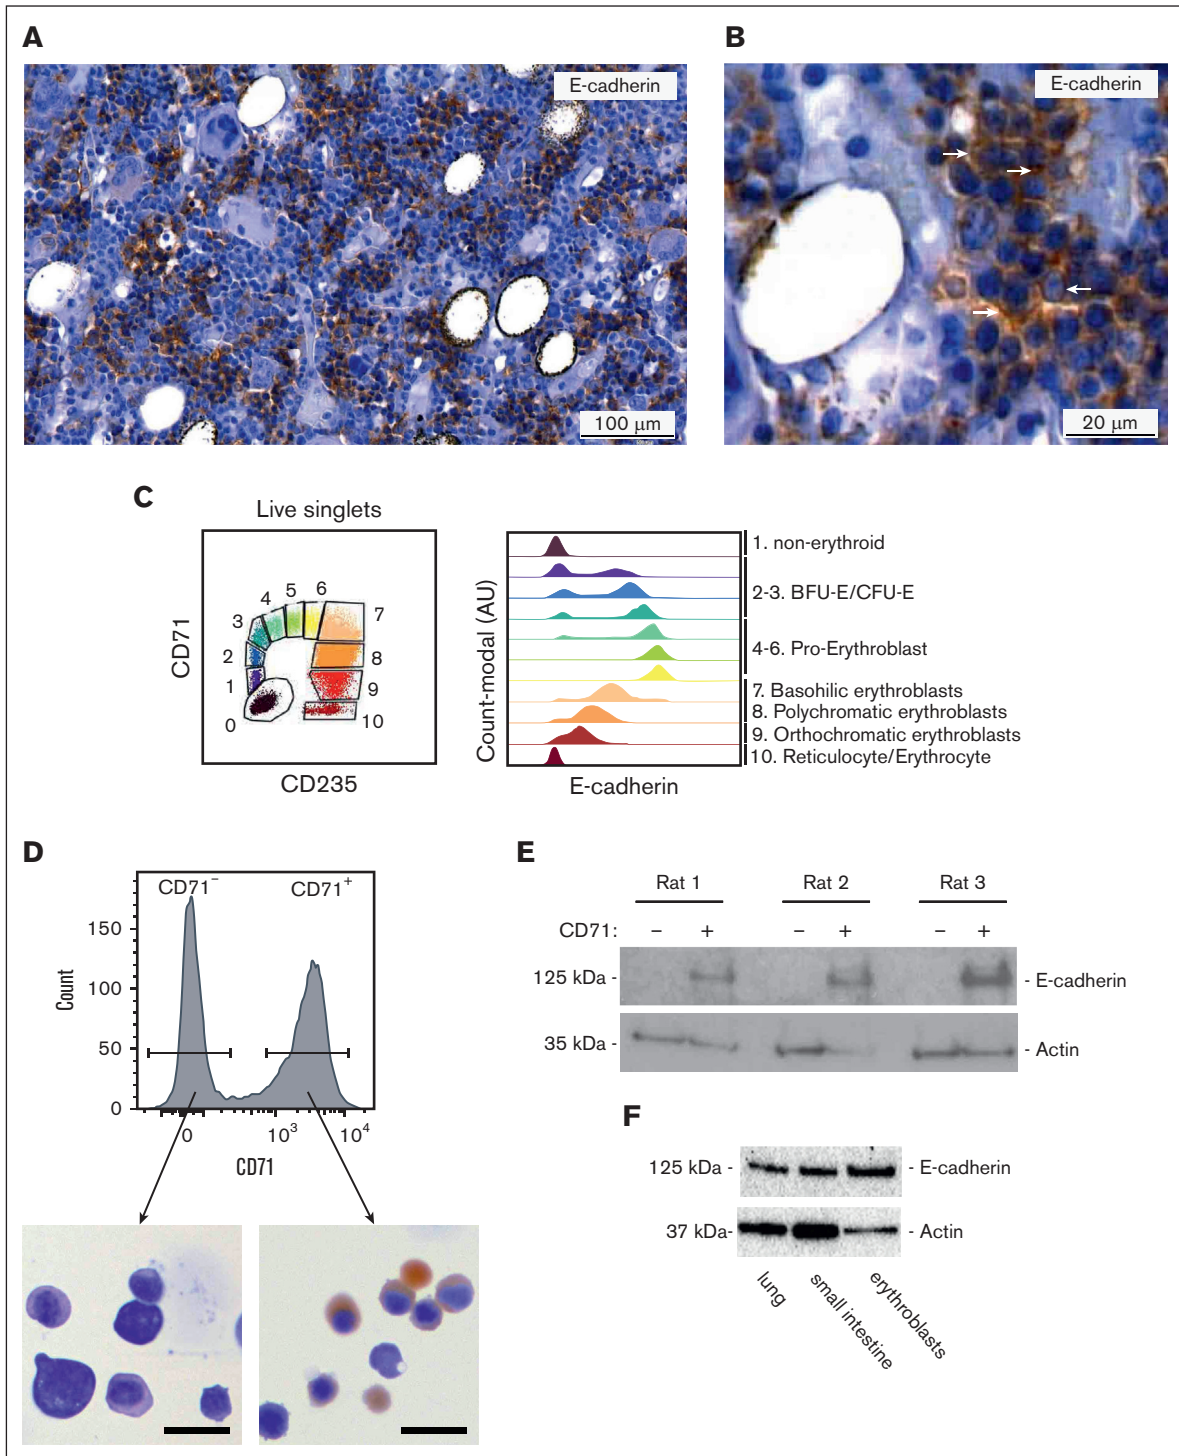 A
E-cadherin
100 μm
B
E-cadherin
20 μm
C
Live singlets
CD71
0
1
2
3
4
5
6
7
8
9
10
CD235
Count-modal (AU)
E-cadherin
1. non-erythroid
2-3. BFU-E/CFU-E
4-6. Pro-Erythroblast
7. Basohilic erythroblasts
8. Polychromatic erythroblasts
9. Orthochromatic erythroblasts
10. Reticulocyte/Erythrocyte
D
CD71⁻
CD71⁺
Count
150
100
50
0
0
10³
10⁴
CD71
E
Rat 1
Rat 2
Rat 3
CD71: − + − + − +
125 kDa -
- E-cadherin
35 kDa -
- Actin
F
125 kDa -
- E-cadherin
37 kDa-
- Actin
lung
small intestine
erythroblasts